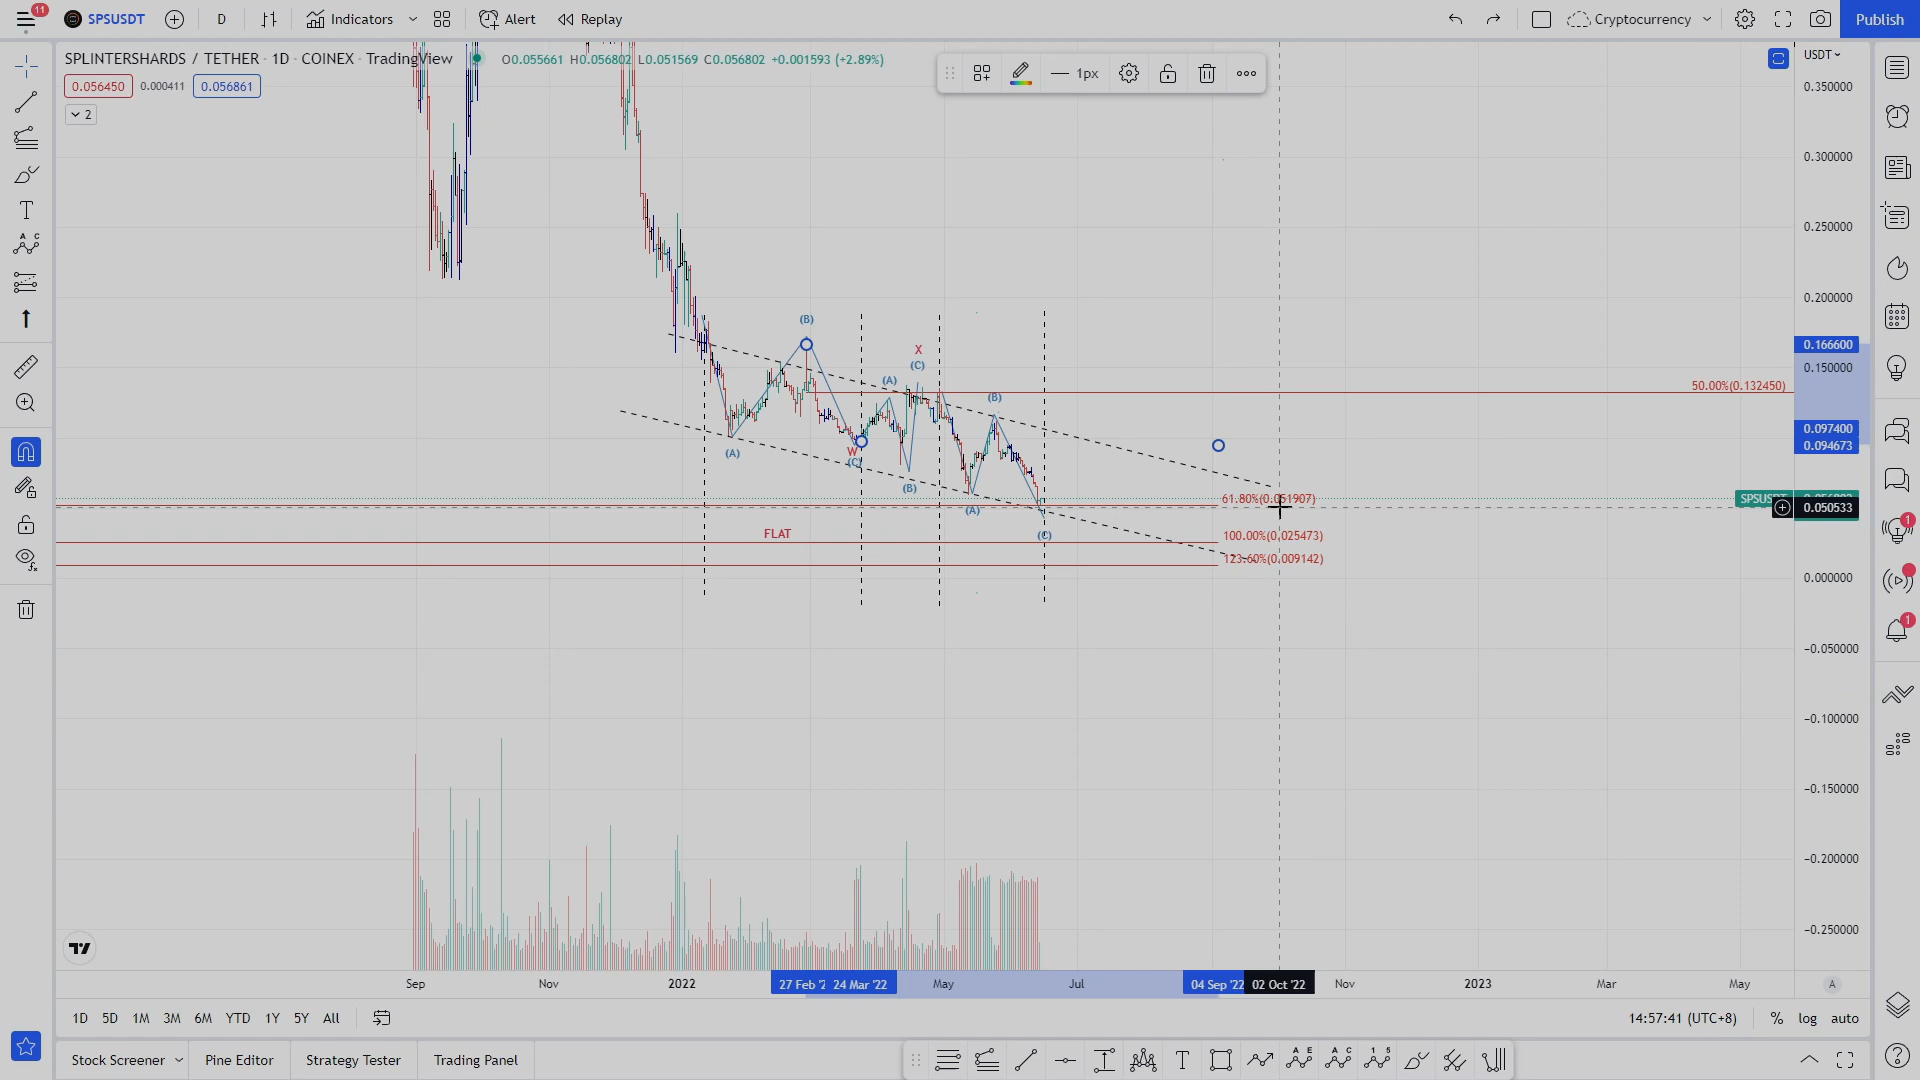 11
SPSUSDT
D
Indicators
Alert
Replay
Cryptocurrency
Publish
SPLINTERSHARDS / TETHER · 1D · COINEX · TradingView
O0.055661 H0.056802 L0.051569 C0.056802 +0.001593 (+2.89%)
0.056450
0.000411
0.056861
2
1px
USDT
0.350000
0.300000
0.250000
0.200000
0.166600
0.150000
0.097400
0.094673
SPSUSDT
0.050533
0.000000
−0.050000
−0.100000
−0.150000
−0.200000
−0.250000
(B)
X
(C)
(A)
(B)
50.00%(0.132450)
(A)
W
(C)
(B)
(A)
(C)
61.80%(0.051907)
FLAT
100.00%(0.025473)
123.60%(0.009142)
1
1
Sep
Nov
2022
27 Feb '2
24 Mar '22
May
Jul
04 Sep '22
02 Oct '22
Nov
2023
Mar
May
A
1D 5D 1M 3M 6M YTD 1Y 5Y All
14:57:41 (UTC+8)
%
log
auto
Stock Screener
Pine Editor
Strategy Tester
Trading Panel